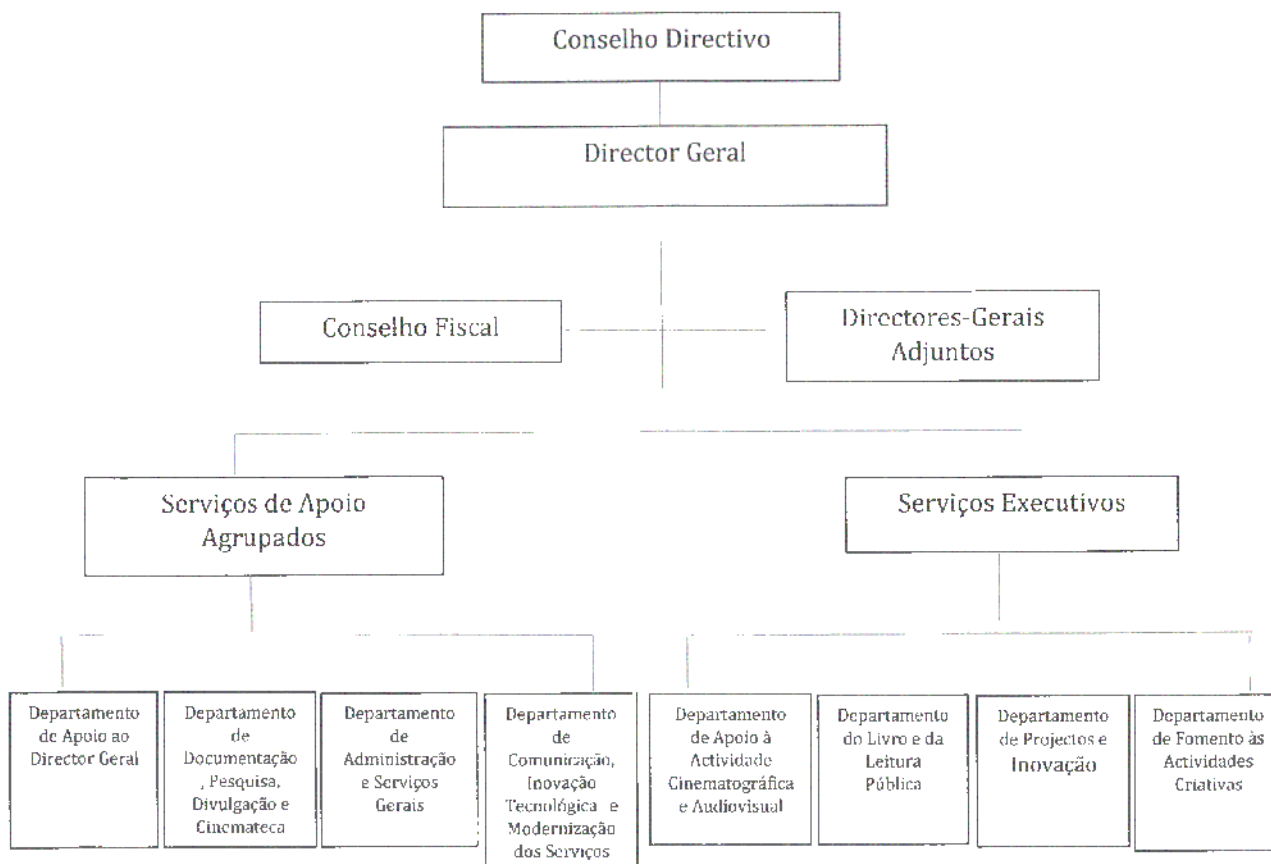 Conselho Directivo
Director Geral
Conselho Fiscal
Directores-Gerais
Adjuntos
Serviços de Apoio
Agrupados
Serviços Executivos
Departamento
de Apoio ao
Director Geral
Departamento
de
Documentação
, Pesquisa,
Divulgação e
Cinemateca
Departamento
de
Administração
e Serviços
Gerais
Departamento
de
Comunicação,
Inovação
Tecnológica e
Modernização
dos Serviços
Departamento
de Apoio à
Actividade
Cinematográfica
e Audiovisual
Departamento
do Livro e da
Leitura
Pública
Departamento
de Projectos e
Inovação
Departamento
de Fomento às
Actividades
Criativas